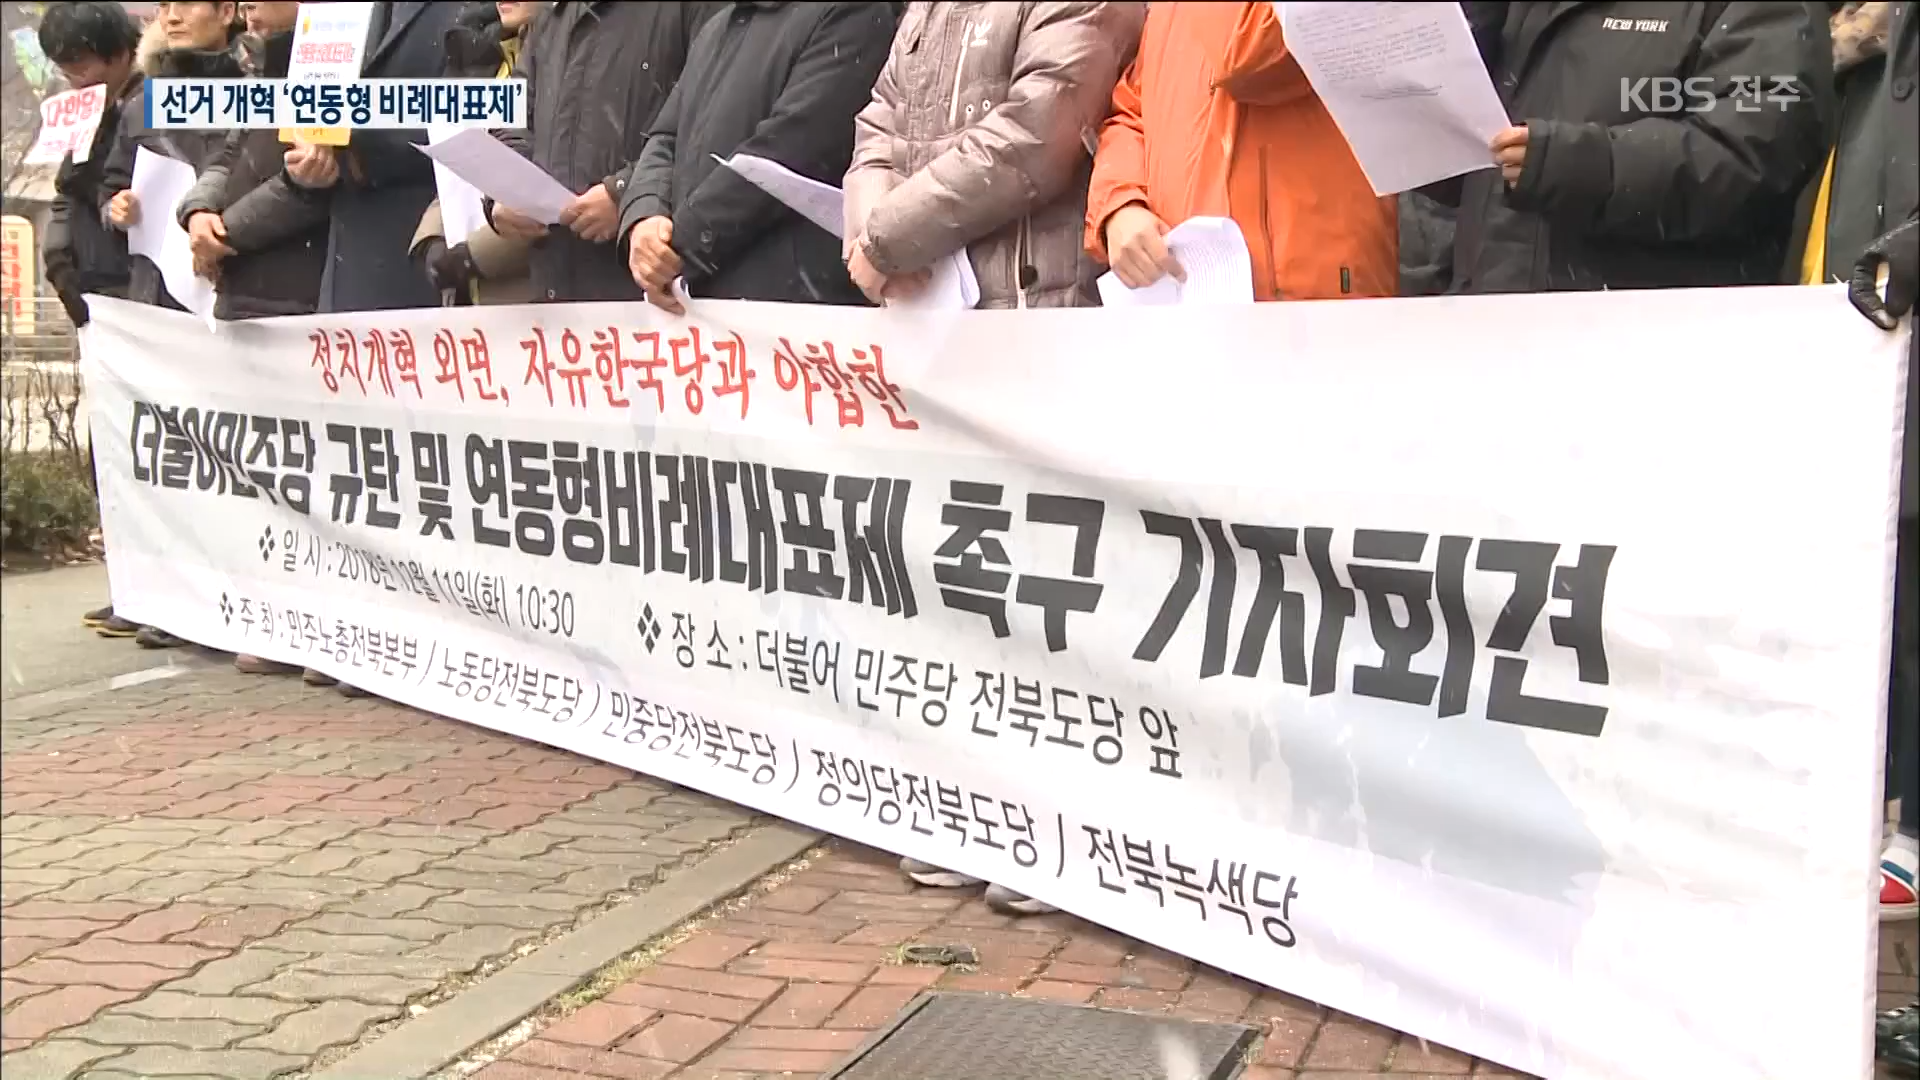 NEW YORK
선거 개혁 ‘연동형 비례대표제’
KBS 전주
정치개혁 외면, 자유한국당과 야합한
더불어민주당 규탄 및 연동형비례대표제 촉구 기자회견
❖ 일 시 : 2018년12월11일(화) 10:30 ❖ 장 소 : 더불어 민주당 전북도당 앞
❖ 주 최 : 민주노총전북본부 / 노동당전북도당 / 민중당전북도당 / 정의당전북도당 / 전북녹색당